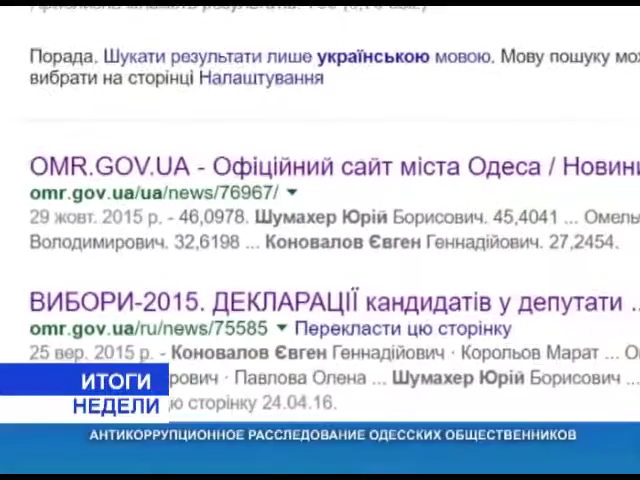 Порада. Шукати результати лише українською мовою. Мову пошуку
вибрати на сторінці Налаштування
OMR.GOV.UA - Офіційний сайт міста Одеса / Новини
omr.gov.ua/ua/news/76967/
29 жовт. 2015 р. - 46,0978. Шумахер Юрій Борисович. 45,4041 ...
Володимирович. 32,6198 ... Коновалов Євген Геннадійович. 27,2454.
ВИБОРИ-2015. ДЕКЛАРАЦІЇ кандидатів у депутати ...
omr.gov.ua/ru/news/75585 Перекласти цю сторінку
25 вер. 2015 р. - Коновалов Євген Геннадійович · Корольов Марат ...
· Павлова Олена ... Шумахер Юрій Борисович ...
сторінку 24.04.16.
ИТОГИ
НЕДЕЛИ
АНТИКОРРУПЦИОННОЕ РАССЛЕДОВАНИЕ ОДЕССКИХ ОБЩЕСТВЕННИКОВ